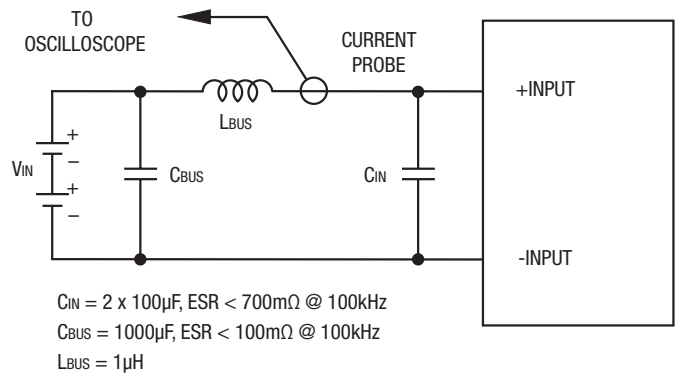 TO
OSCILLOSCOPE
CURRENT
PROBE
+INPUT
LBUS
+
VIN
–
+
–
CBUS
CIN
-INPUT
CIN = 2 x 100µF, ESR < 700mΩ @ 100kHz
CBUS = 1000µF, ESR < 100mΩ @ 100kHz
LBUS = 1µH